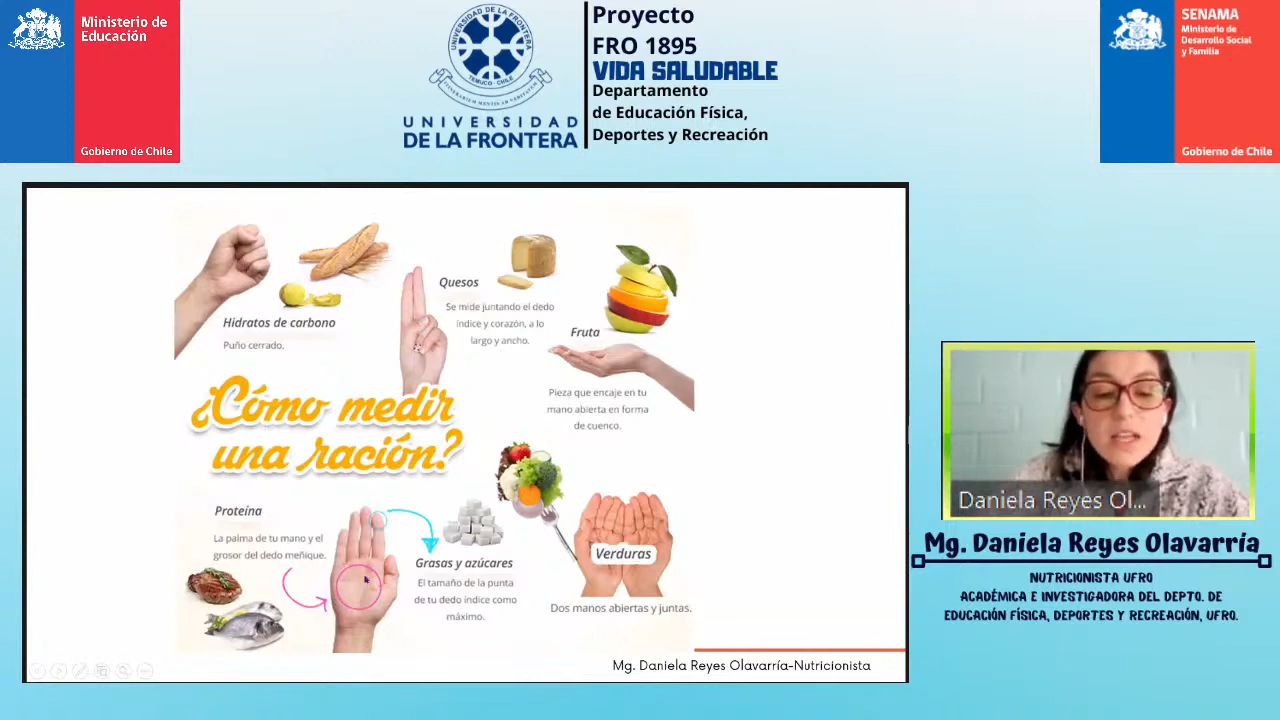 Ministerio de
Educación
Gobierno de Chile
UNIVERSIDAD DE LA FRONTERA
TEMUCO - CHILE
UNIVERSIDAD
DE LA FRONTERA
Proyecto
FRO 1895
VIDA SALUDABLE
Departamento
de Educación Física,
Deportes y Recreación
SENAMA
Ministerio de
Desarrollo Social
y Familia
Gobierno de Chile
Hidratos de carbono
Puño cerrado.
Quesos
Se mide juntando el dedo
índice y corazón, a lo
largo y ancho.
Fruta
Pieza que encaje en tu
mano abierta en forma
de cuenco.
¿Cómo medir
una ración?
Proteína
La palma de tu mano y el
grosor del dedo meñique.
Grasas y azúcares
El tamaño de la punta
de tu dedo índice como
máximo.
Verduras
Dos manos abiertas y juntas.
Mg. Daniela Reyes Olavarría-Nutricionista
Daniela Reyes Ol...
Mg. Daniela Reyes Olavarría
NUTRICIONISTA UFRO
ACADÉMICA E INVESTIGADORA DEL DEPTO. DE
EDUCACIÓN FÍSICA, DEPORTES Y RECREACIÓN, UFRO.